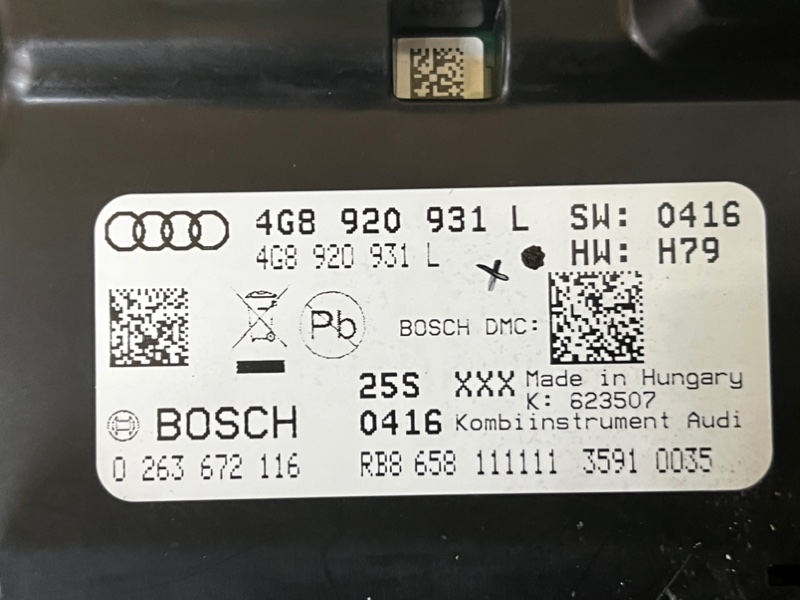 4G8 920 931 L SW: 0416
4G8 920 931 L HW: H79
Pb BOSCH DMC:
25S XXX Made in Hungary
K: 623507
BOSCH 0416 Kombiinstrument Audi
0 263 672 116 RB8 658 111111 3591 0035